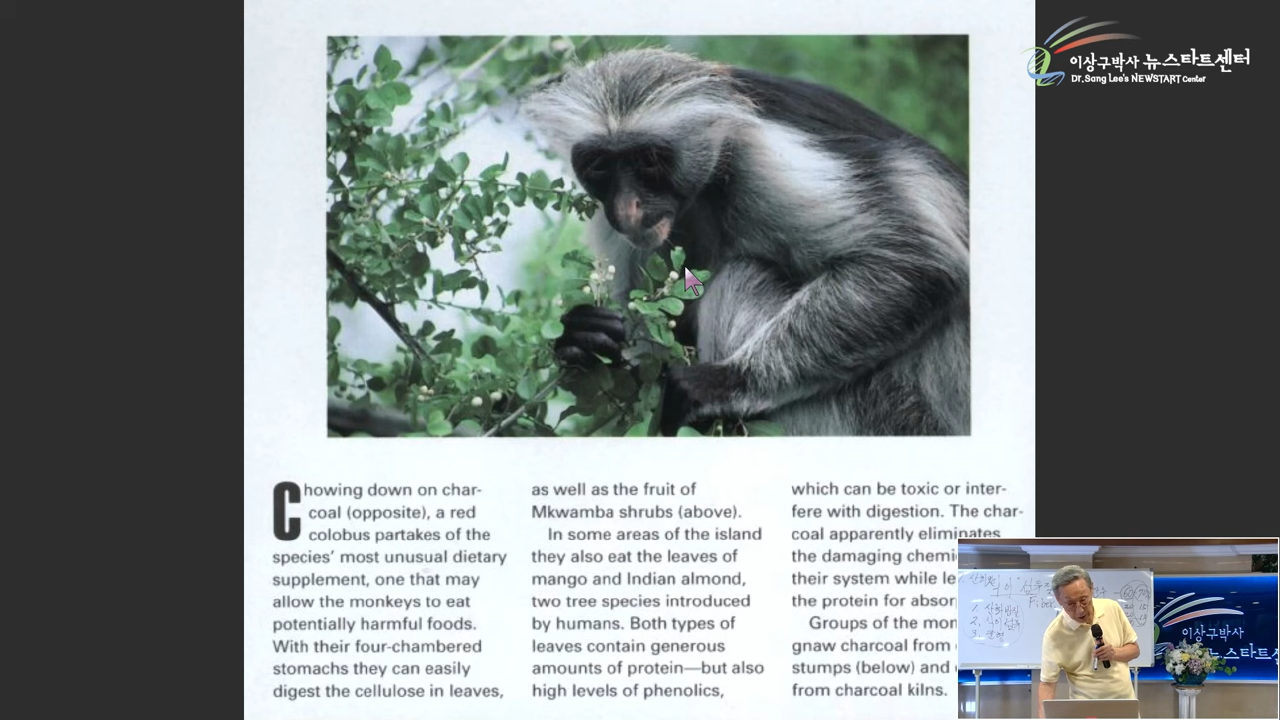 이상구박사 뉴스타트센터
Dr. Sang Lee's NEWSTART Center
Chowing down on char-
coal (opposite), a red
colobus partakes of the
species' most unusual dietary
supplement, one that may
allow the monkeys to eat
potentially harmful foods.
With their four-chambered
stomachs they can easily
digest the cellulose in leaves,
as well as the fruit of
Mkwamba shrubs (above).
In some areas of the island
they also eat the leaves of
mango and Indian almond,
two tree species introduced
by humans. Both types of
leaves contain generous
amounts of protein—but also
high levels of phenolics,
which can be toxic or inter-
fere with digestion. The char-
coal apparently eliminates
the damaging chemi
their system while le
the protein for absor
Groups of the mon
gnaw charcoal from
stumps (below) and
from charcoal kilns.
이상구박사
뉴스타트센